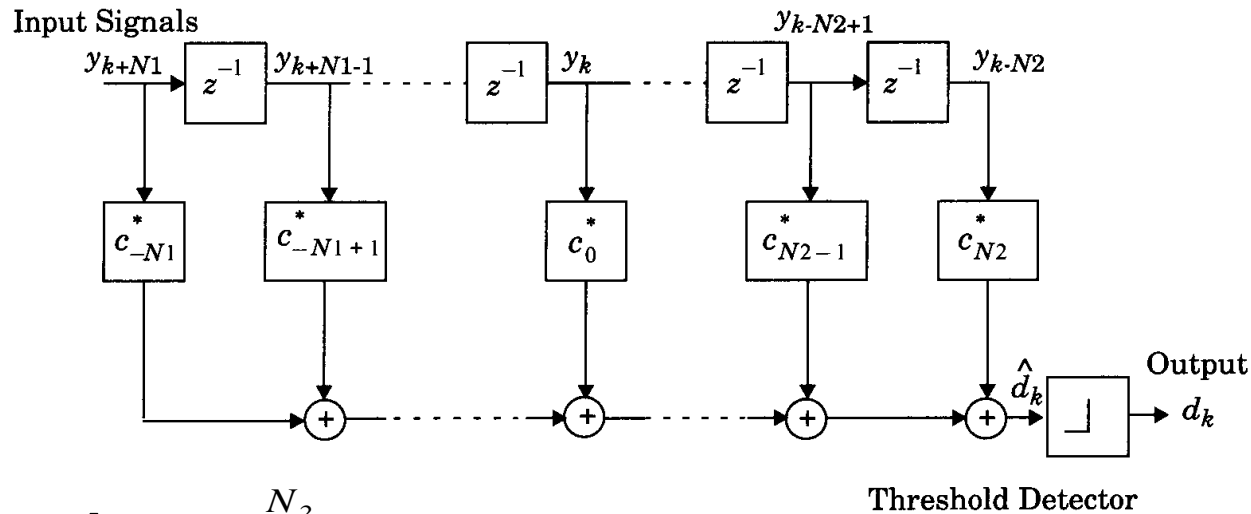 Input Signals
y_{k+N1} z^{-1} y_{k+N1-1} z^{-1} y_k z^{-1} y_{k-N2+1} z^{-1} y_{k-N2}
c^*_{-N1} c^*_{-N1+1} c^*_0 c^*_{N2-1} c^*_{N2}
+ + + + \hat{d}_k Output d_k
Threshold Detector
N_2